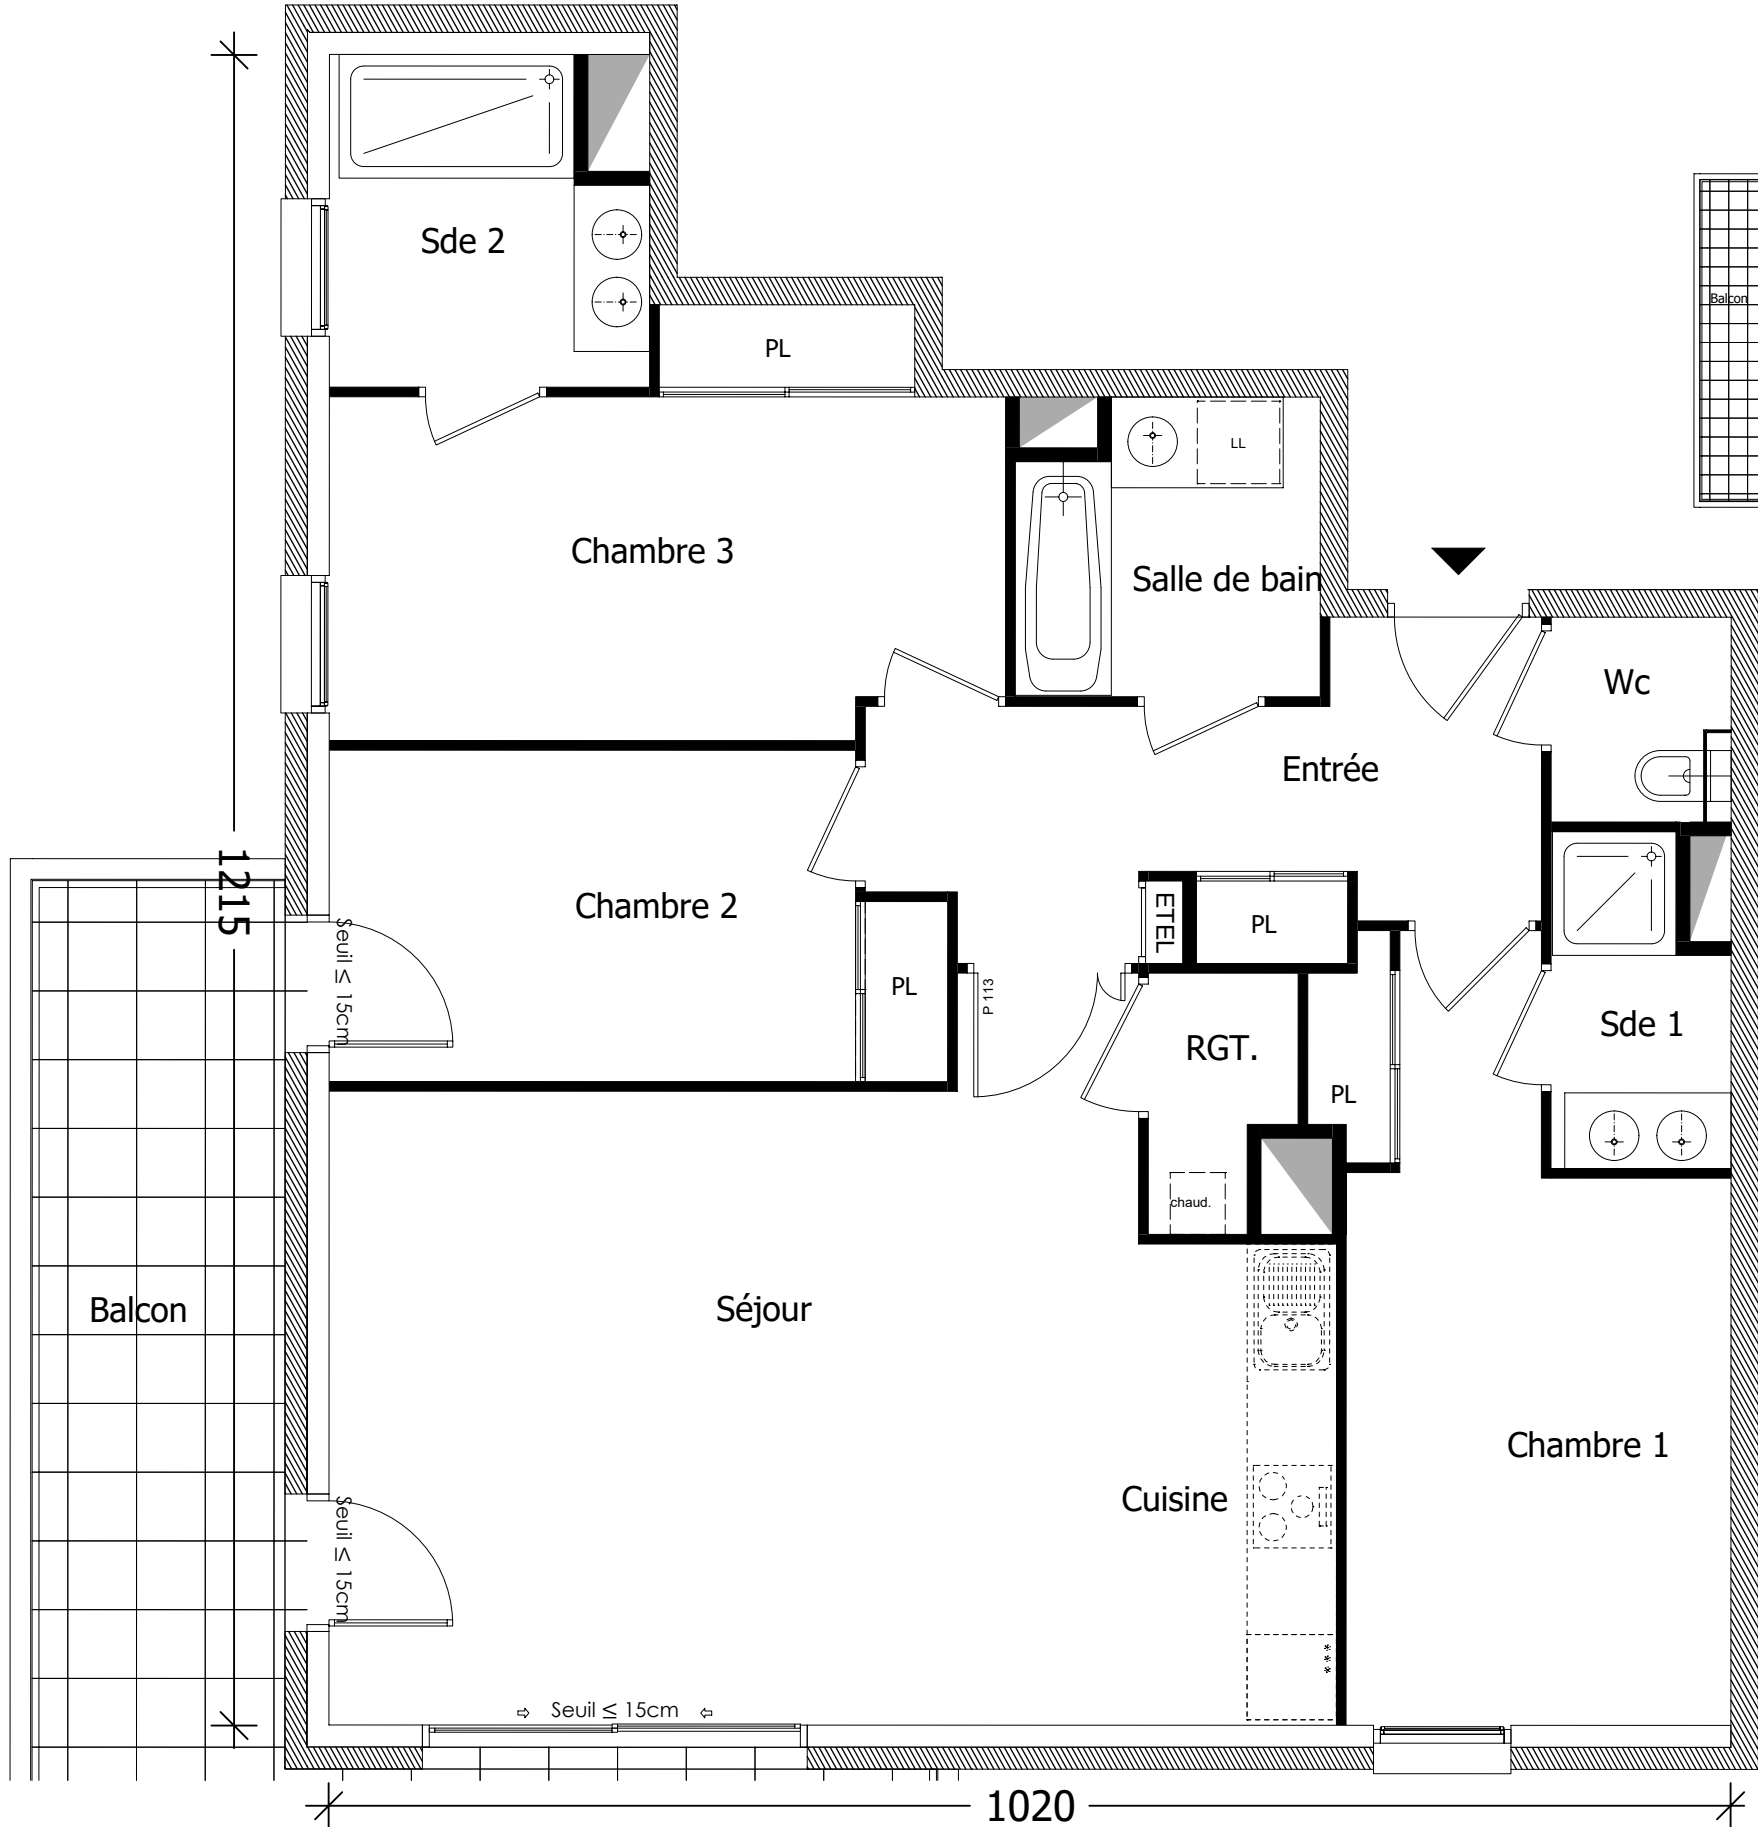 Sde 2
PL
Balcon
LL
Chambre 3
Salle de bain
Wc
Entrée
1215
Chambre 2
ETEL
PL
Seuil ≤ 15cm
PL
P 113
Sde 1
RGT.
PL
chaud.
Balcon
Séjour
Chambre 1
Cuisine
Seuil ≤ 15cm
***
⇨ Seuil ≤ 15cm ⇦
1020